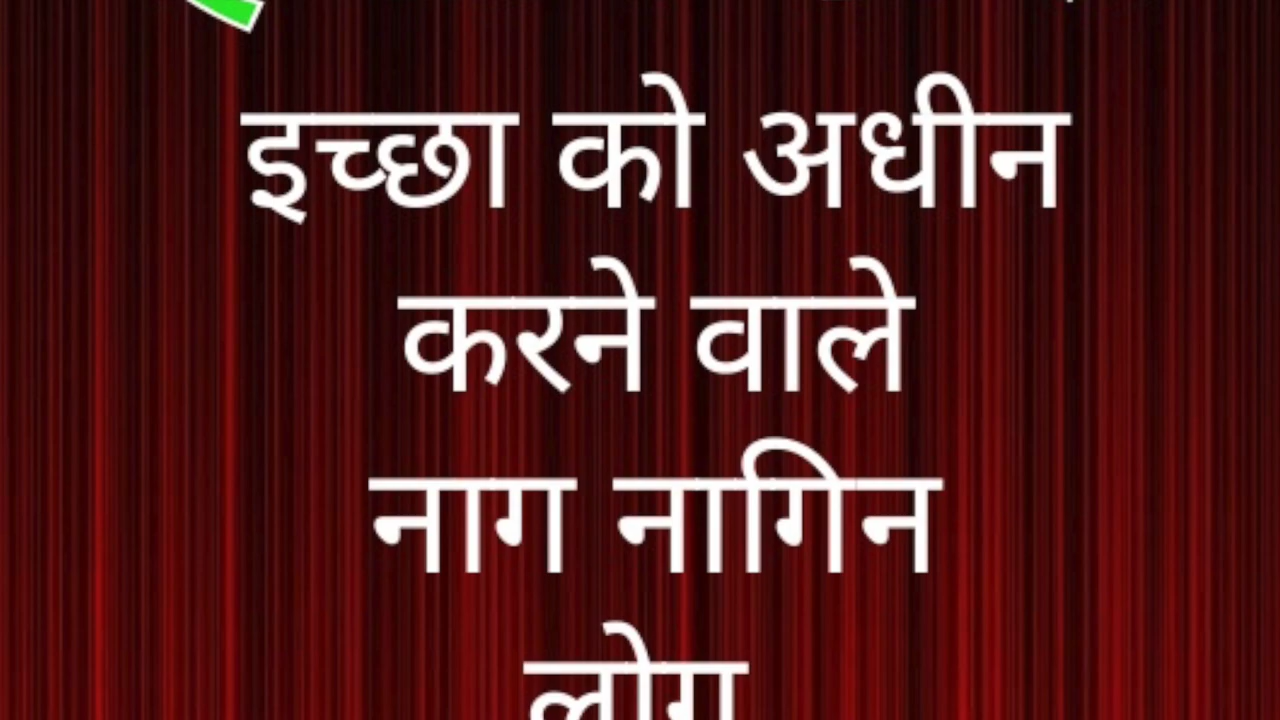 इच्छा को अधीन
करने वाले
नाग नागिन
लोग